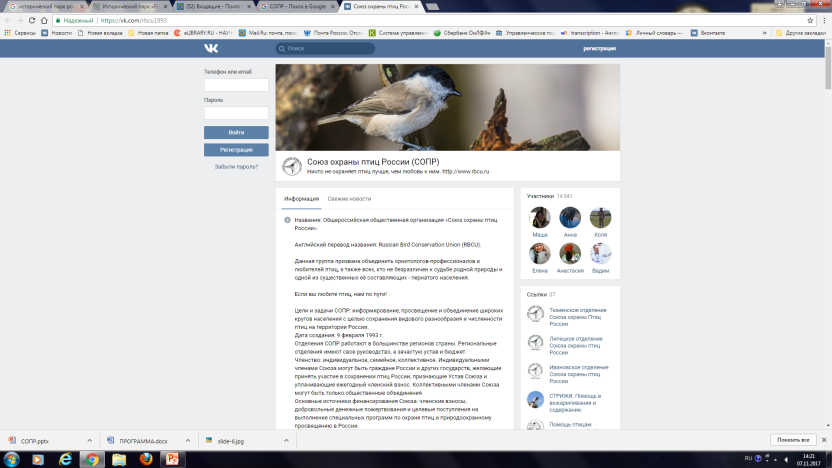 исторический парк ро
Исторический парк «Ро
(52) Входящие - Почта
СОПР - Поиск в Google
Союз охраны птиц Росс
Надежный
https://vk.com/rbcu1993
Сервисы
Новости
Новая вкладка
Новая папка
eLIBRARY.RU - НАУЧ
Mail.Ru: почта, поис
Почта России: Отсле
Система управлени
Сбербанк Онл@йн
Управленческие под
transcription - Англо
Личный словарь —
Вконтакте
»
Другие закладки
Поиск
регистрация
Телефон или email
Пароль
Войти
Регистрация
Забыли пароль?
Союз охраны птиц России (СОПР)
Ничто не охраняет птиц лучше, чем любовь к ним. http://www.rbcu.ru
Информация
Свежие новости
Название: Общероссийская общественная организация «Союз охраны птиц
России».
Английский перевод названия: Russian Bird Conservation Union (RBCU).
Данная группа призвана объединить орнитологов-профессионалов и
любителей птиц, а также всех, кто не безразличен к судьбе родной природы и
одной из существенных её составляющих - пернатого населения.
Если вы любите птиц, нам по пути!
Цели и задачи СОПР: информирование, просвещение и объединение широких
кругов населения с целью сохранения видового разнообразия и численности
птиц на территории России.
Дата создания: 9 февраля 1993 г.
Отделения СОПР работают в большинстве регионов страны. Региональные
отделения имеют свое руководство, а зачастую устав и бюджет.
Членство: индивидуальное, семейное, коллективное. Индивидуальными
членами Союза могут быть граждане России и других государств, желающие
принять участие в сохранении птиц России, признающие Устав Союза и
уплачивающие ежегодный членский взнос. Коллективными членами Союза
могут быть только общественные объединения.
Основные источники финансирования Союза: членские взносы,
добровольные денежные пожертвования и целевые поступления на
выполнение специальных программ по охране птиц и природоохранному
просвещению в России.
Участники 14 541
Маша
Анна
Коля
Елена
Анастасия
Вадим
Ссылки 37
Тюменское отделение
Союза охраны Птиц
России
Липецкое отделение
Союза охраны птиц
России
Ивановское отделение
Союза охраны птиц
России
СТРИЖИ. Помощь в
выкармливании и
содержании.
Помощь птицам
СОПР.pptx
ПРОГРАММА.docx
slide-6.jpg
Показать все
RU
14:21
07.11.2017